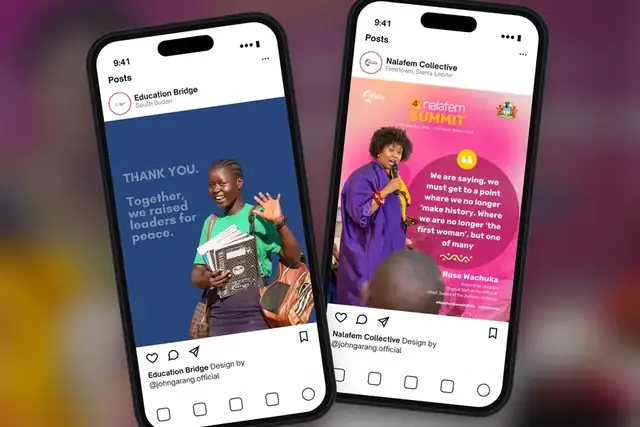 9:41
Posts
Education Bridge
South Sudan
THANK YOU.
Together,
we raised
leaders for
peace.
Education Bridge Design by
@johngarang.official
9:41
Posts
Nalafem Collective
Freetown, Sierra Leone
4th nalafem
SUMMIT
We are saying, we
must get to a point
where we no longer
'make history. Where
we are no longer 'the
first woman', but one
of many
Rose Wachuka
Nalafem Collective Design by
@johngarang.official